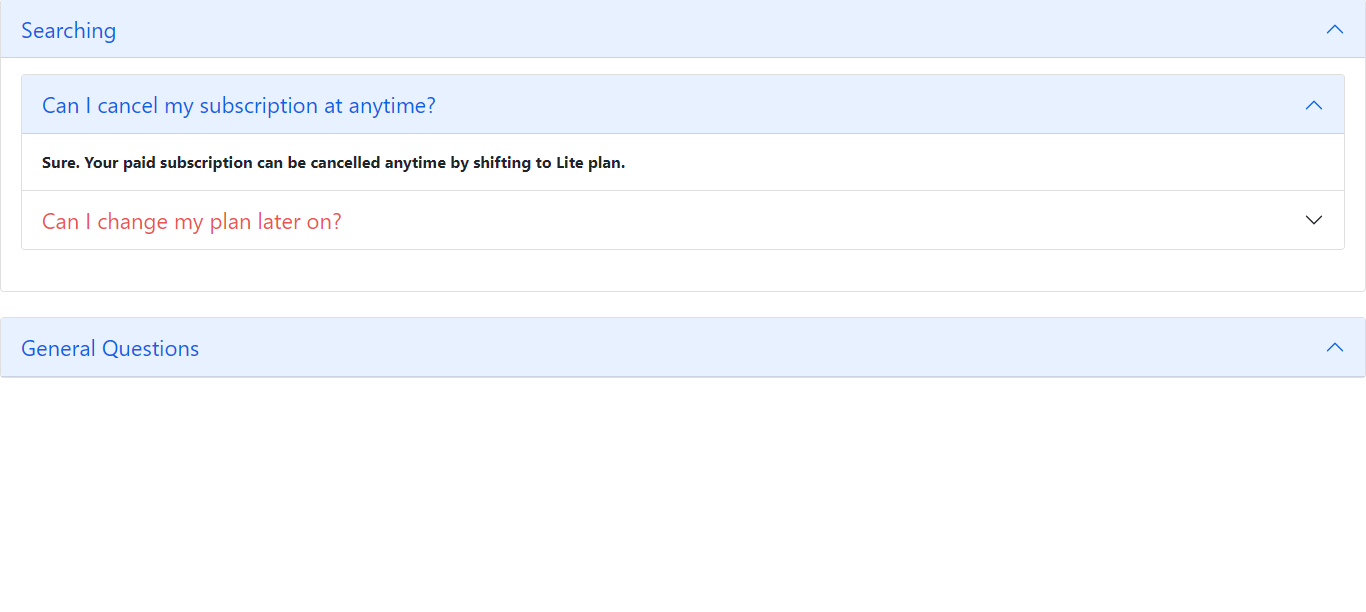 Searching
Can I cancel my subscription at anytime?
Sure. Your paid subscription can be cancelled anytime by shifting to Lite plan.
Can I change my plan later on?
General Questions